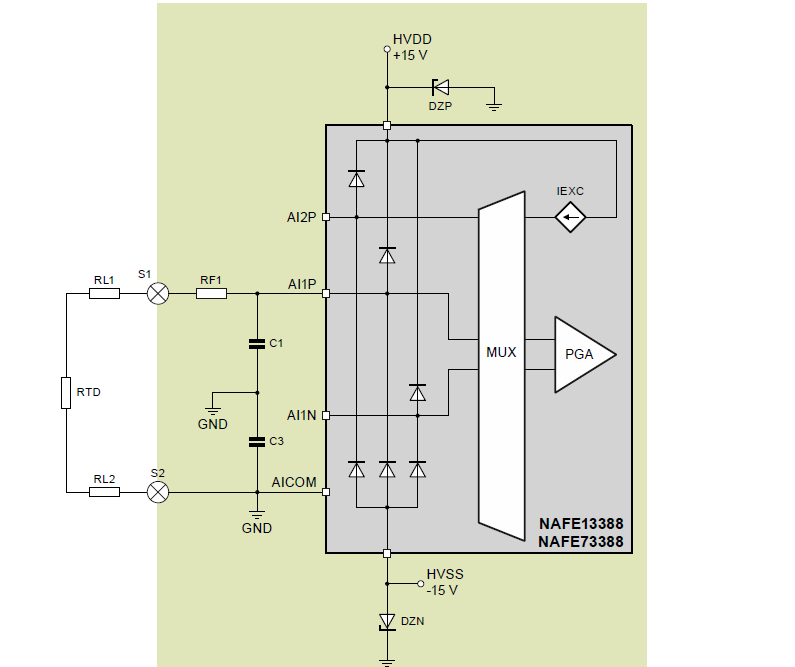 HVDD
+15 V
DZP
IEXC
AI2P
S1
RL1
RF1
AI1P
C1
MUX
PGA
RTD
GND
AI1N
C3
S2
RL2
AICOM
GND
NAFE13388
NAFE73388
HVSS
-15 V
DZN